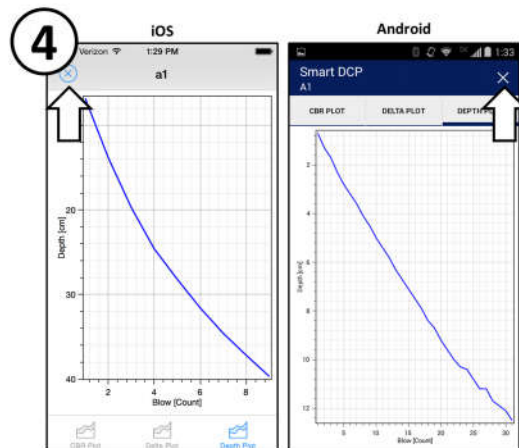 4
iOS
Android
Verizon 1:29 PM
a1
20
30
40
Depth [cm]
2 4 6 8
Blow [Count]
CBR Plot Delta Plot Depth Plot
1:33
Smart DCP
A1
CBR PLOT DELTA PLOT
2
4
6
8
10
12
Depth [cm]
5 10 15 20 25 30
Blow [Count]